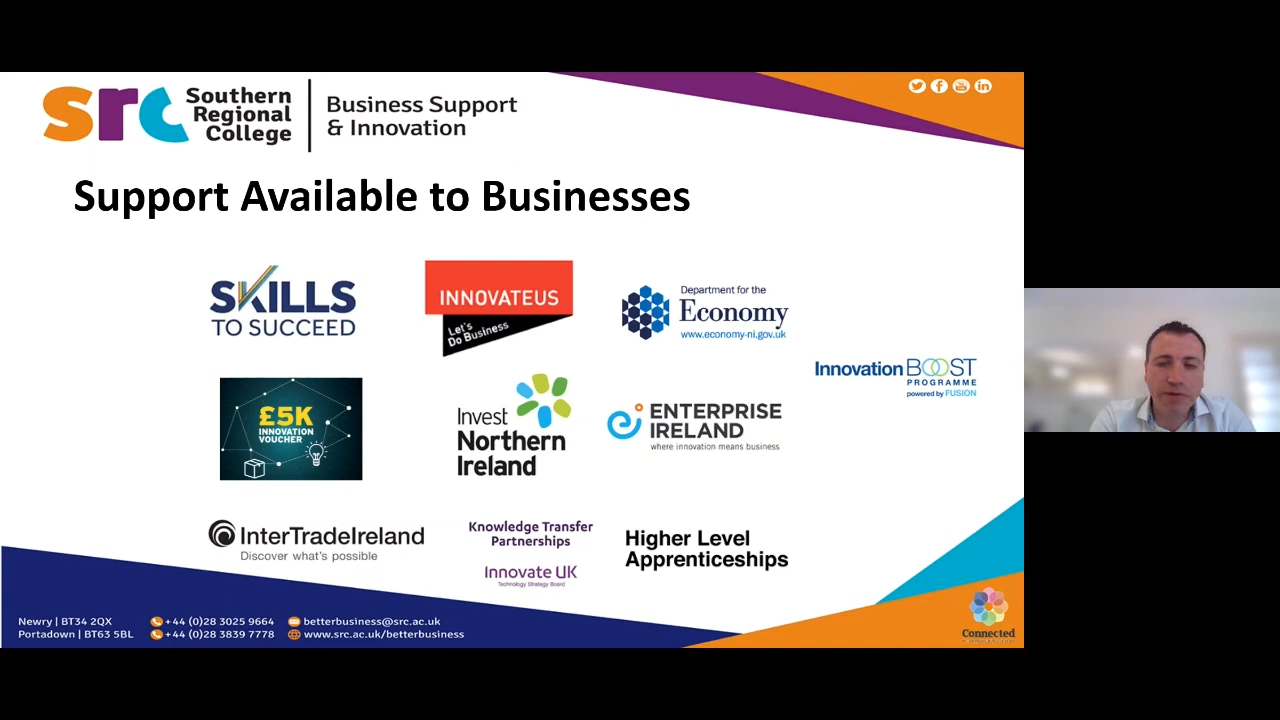 src Southern
Regional
College
Business Support
& Innovation
Support Available to Businesses
SKILLS
TO SUCCEED
INNOVATEUS
Let's
Do Business
Department for the
Economy
www.economy-ni.gov.uk
Innovation BOOST
PROGRAMME
powered by FUSION
£5K
INNOVATION
VOUCHER
Invest
Northern
Ireland
ENTERPRISE
IRELAND
where innovation means business
InterTradeIreland
Discover what's possible
Knowledge Transfer
Partnerships
Innovate UK
Technology Strategy Board
Higher Level
Apprenticeships
Newry | BT34 2QX
+44 (0)28 3025 9664
betterbusiness@src.ac.uk
Portadown | BT63 5BL
+44 (0)28 3839 7778
www.src.ac.uk/betterbusiness
Connected